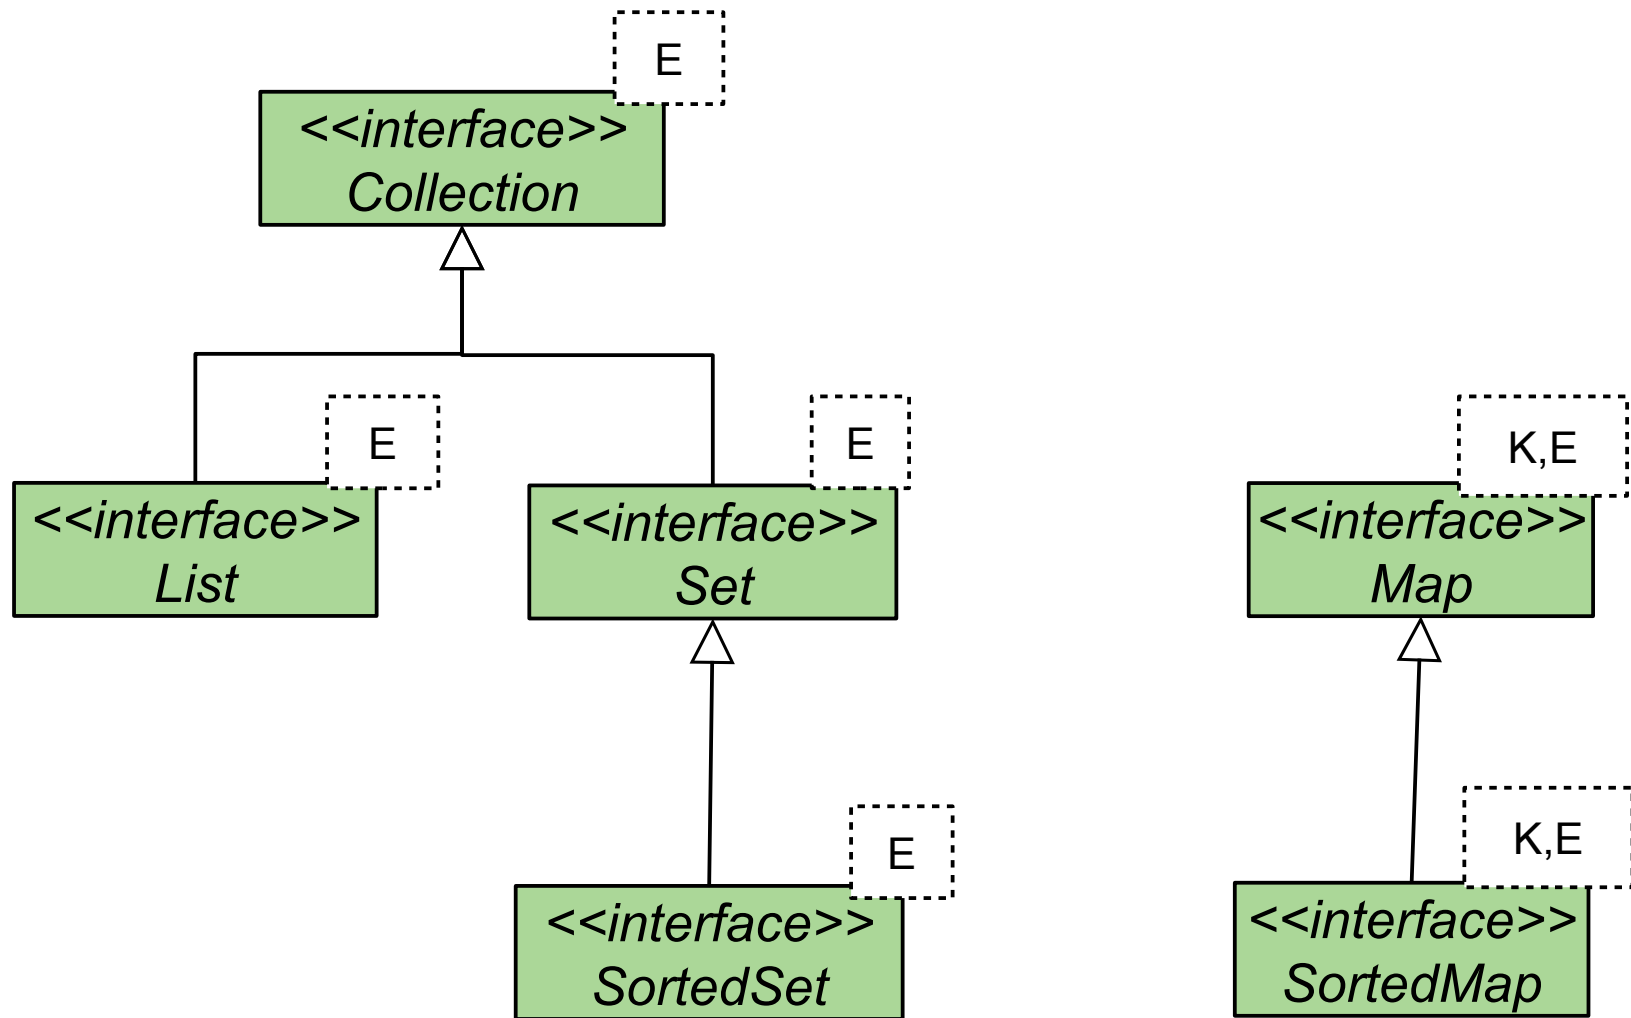 E
<<interface>>
Collection
E
<<interface>>
List
E
<<interface>>
Set
K,E
<<interface>>
Map
E
<<interface>>
SortedSet
K,E
<<interface>>
SortedMap